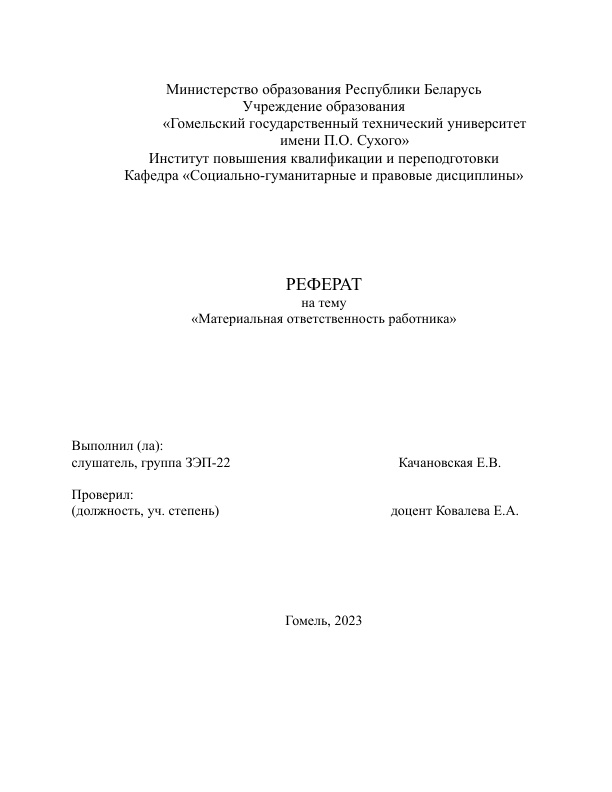 Министерство образования Республики Беларусь
Учреждение образования
«Гомельский государственный технический университет
имени П.О. Сухого»
Институт повышения квалификации и переподготовки
Кафедра «Социально-гуманитарные и правовые дисциплины»
РЕФЕРАТ
на тему
«Материальная ответственность работника»
Выполнил (ла):
слушатель, группа ЗЭП-22 Качановская Е.В.
Проверил:
(должность, уч. степень) доцент Ковалева Е.А.
Гомель, 2023